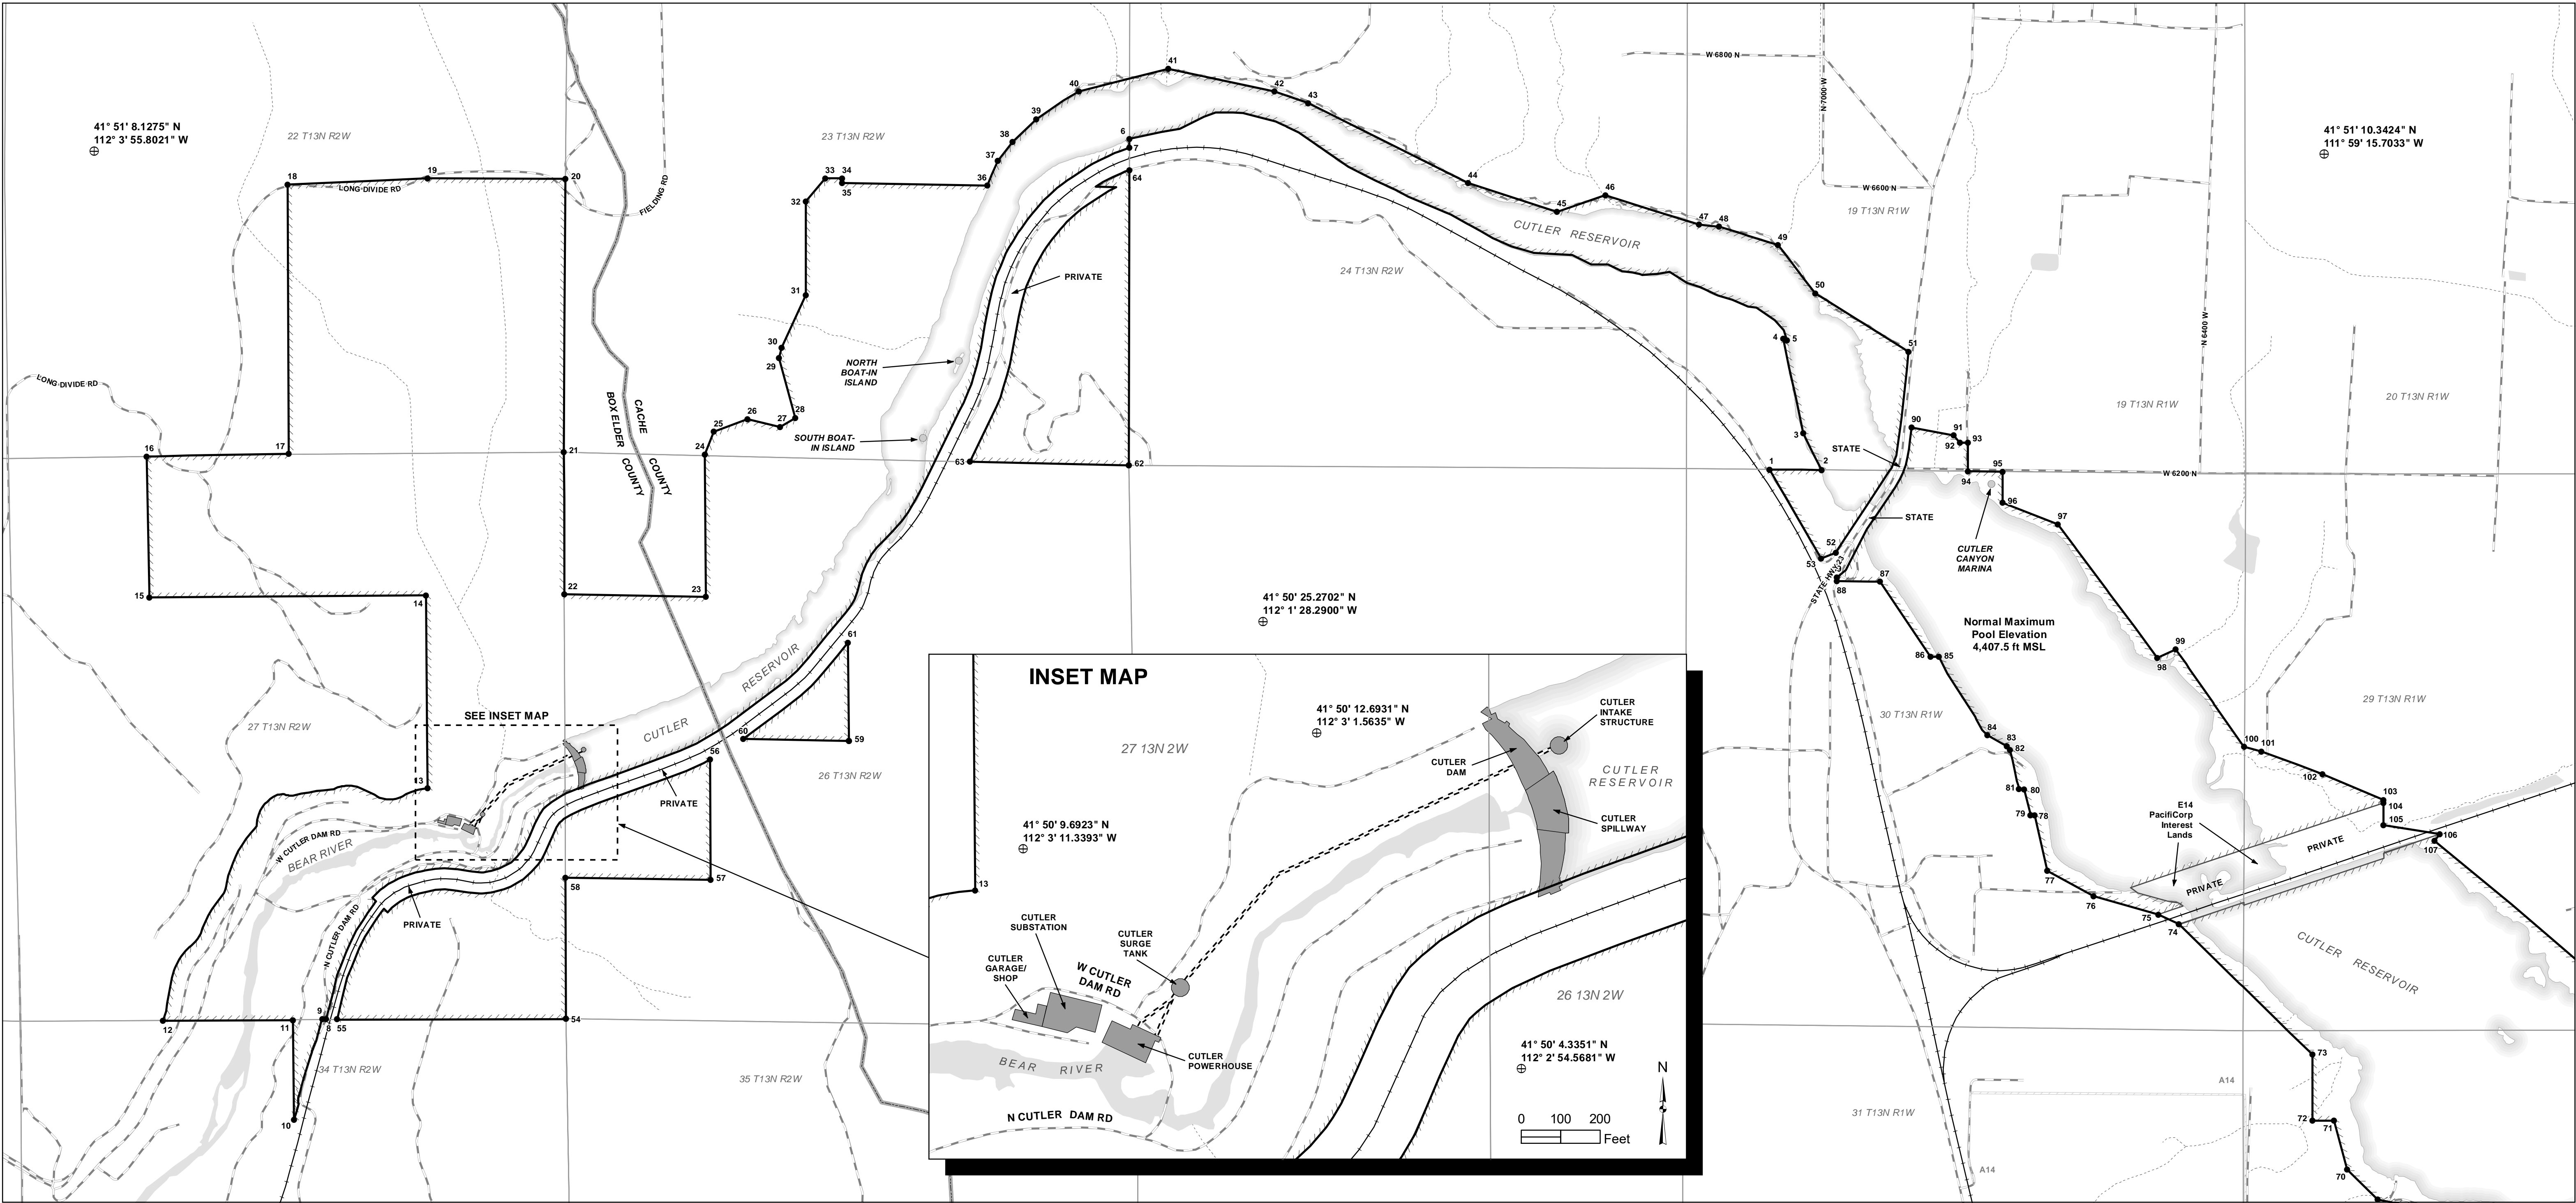 41° 51' 8.1275" N
112° 3' 55.8021" W
22 T13N R2W
23 T13N R2W
LONG DIVIDE RD
FIELDING RD
LONG DIVIDE RD
18
19
20
33
34
35
36
37
38
39
40
41
42
43
6
7
64
32
31
30
29
28
27
26
25
24
21
16
17
15
14
22
23
63
62
PRIVATE
NORTH
BOAT-IN
ISLAND
SOUTH BOAT-
IN ISLAND
BOX ELDER COUNTY
CACHE COUNTY
24 T13N R2W
44
45
46
47
48
49
50
51
CUTLER RESERVOIR
4
5
3
1
2
STATE
STATE
52
53
STATE HWY 23
88
87
W 6800 N
N 7000 W
W 6600 N
19 T13N R1W
N 6400 W
41° 51' 10.3424" N
111° 59' 15.7033" W
19 T13N R1W
20 T13N R1W
90
91
92
93
94
95
W 6200 N
96
97
CUTLER
CANYON
MARINA
41° 50' 25.2702" N
112° 1' 28.2900" W
Normal Maximum
Pool Elevation
4,407.5 ft MSL
86
85
98
99
84
83
82
30 T13N R1W
29 T13N R1W
100
101
102
103
104
105
106
107
81
80
79
78
77
76
75
74
E14
PacifiCorp
Interest
Lands
PRIVATE
PRIVATE
CUTLER RESERVOIR
73
72
71
70
A14
A14
31 T13N R1W
27 T13N R2W
SEE INSET MAP
CUTLER
RESERVOIR
61
60
59
56
26 T13N R2W
PRIVATE
13
W CUTLER DAM RD
BEAR RIVER
57
58
PRIVATE
N CUTLER DAM RD
12
11
9
8
55
54
10
34 T13N R2W
35 T13N R2W
INSET MAP
27 13N 2W
41° 50' 12.6931" N
112° 3' 1.5635" W
CUTLER
INTAKE
STRUCTURE
CUTLER
DAM
CUTLER
RESERVOIR
CUTLER
SPILLWAY
41° 50' 9.6923" N
112° 3' 11.3393" W
13
CUTLER
SUBSTATION
CUTLER
SURGE
TANK
CUTLER
GARAGE/
SHOP
W CUTLER
DAM RD
26 13N 2W
CUTLER
POWERHOUSE
BEAR RIVER
N CUTLER DAM RD
41° 50' 4.3351" N
112° 2' 54.5681" W
N
0 100 200
Feet